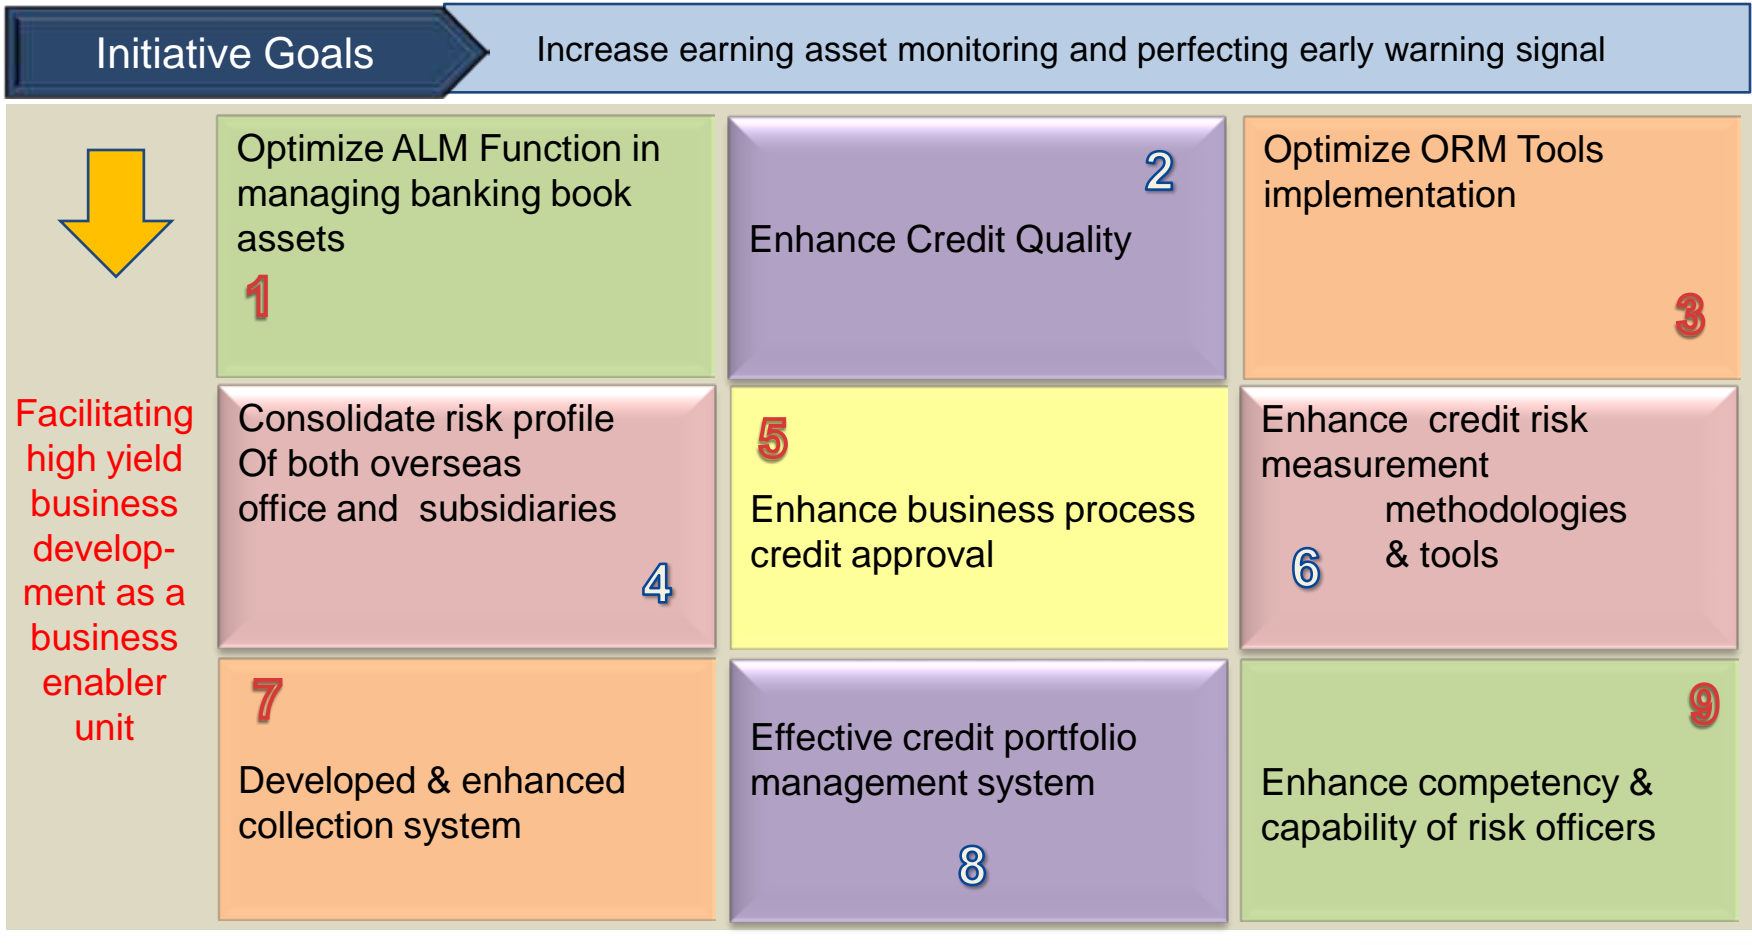 Initiative Goals
Increase earning asset monitoring and perfecting early warning signal
Facilitating
high yield
business
develop-
ment as a
business
enabler
unit
Optimize ALM Function in
managing banking book
assets
1
2
Enhance Credit Quality
Optimize ORM Tools
implementation
3
Consolidate risk profile
Of both overseas
office and subsidiaries
4
5
Enhance business process
credit approval
Enhance credit risk
measurement
methodologies
& tools
6
7
Developed & enhanced
collection system
Effective credit portfolio
management system
8
9
Enhance competency &
capability of risk officers